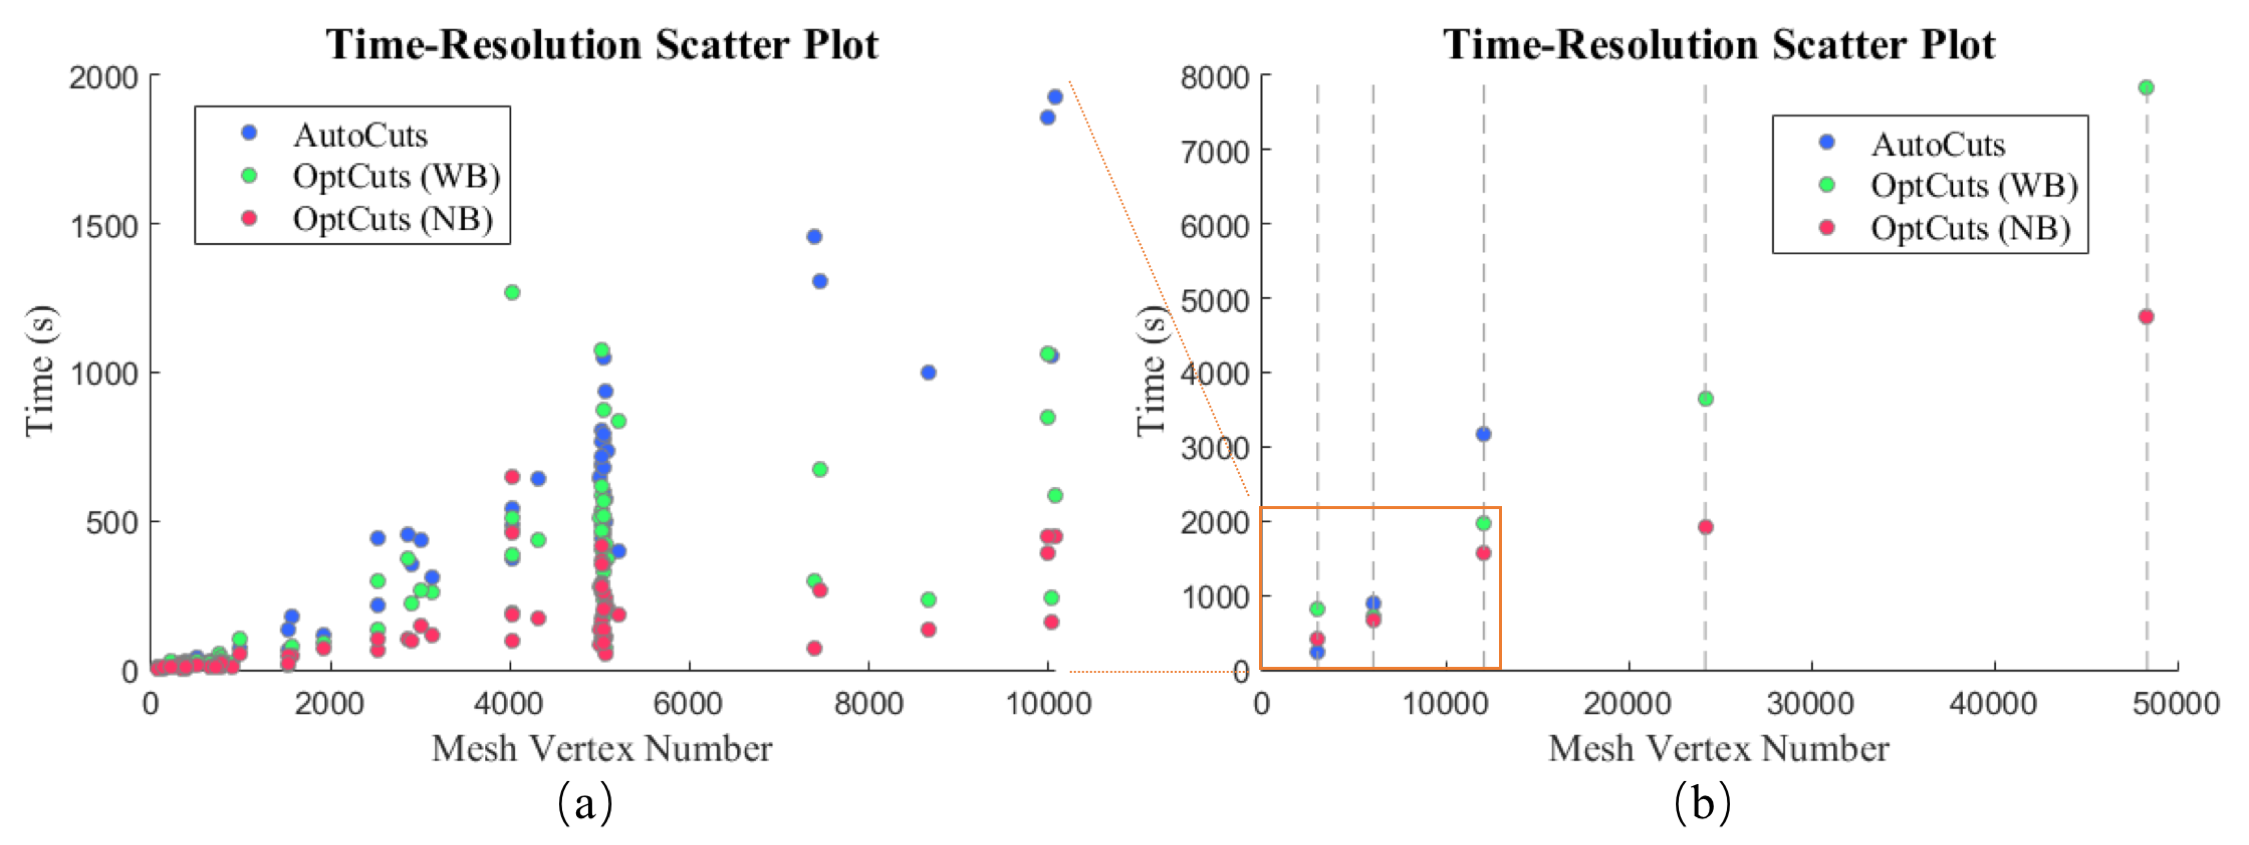 Time-Resolution Scatter Plot
2000
1500
1000
500
0
Time (s)
AutoCuts
OptCuts (WB)
OptCuts (NB)
0 2000 4000 6000 8000 10000
Mesh Vertex Number
(a)
Time-Resolution Scatter Plot
8000
7000
6000
5000
4000
3000
2000
1000
0
Time (s)
AutoCuts
OptCuts (WB)
OptCuts (NB)
0 10000 20000 30000 40000 50000
Mesh Vertex Number
(b)